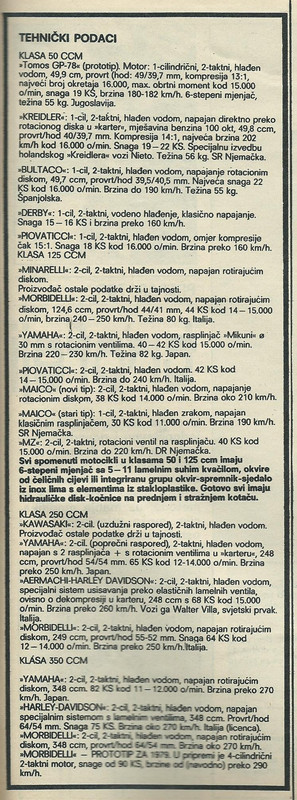 TEHNIČKI PODACI
KLASA 50 CCM
»Tomos GP-78« (prototip). Motor: 1-cilindrični, 2-taktni, hlađen
vodom, 49,9 cm, provrt (hod: 49/39,7 mm, kompresija 13:1,
najveći broj okretaja 16.000, max. obrtni moment kod 15.000
o/min, snaga 19 KS, brzina 180-182 km/h. 6-stepeni mjenjač,
težina 55 kg. Jugoslavija.
»KREIDLER«: 1-cil, 2-taktni, hlađen vodom, napajan direktno preko
rotacionog diska u »karter«, mješavina benzina 100 okt, 49,8 ccm,
provrt/hod 40/39,7 mm. Kompresija 14:1, najveća brzina 202
km/h kod 16.000 o/min. Snaga 19–22 KS. Specijalnu izvedbu
holandskog »Kreidlera« vozi Nieto. Težina 56 kg. SR Njemačka.
»BULTACO«: 1-cil, 2-taktni, hlađen vodom, napajanje rotacionim
diskom, 49,7 ccm, provrt/hod 39,5/40,5 mm. Najveća snaga 22
KS kod 16.000 o/min. Brzina do 190 km/h. Težina 55 kg.
Španjolska.
»DERBY«: 1-cil, 2-taktni, vodeno hlađenje, klasično napajanje.
Snaga 15–16 KS i brzina preko 160 km/h.
»PIOVATICCI«: 1-cil, 2-taktni, hlađen vodom, omjer kompresije
čak 15:1. Snaga 18 KS kod 16.000 o/min. Brzina preko 160 km/h.
KLASA 125 CCM
»MINARELLI«: 2-cil, 2-taktni, hlađen vodom, napajan rotirajućim
diskom.
Proizvođač ostale podatke drži u tajnosti.
»MORBIDELLI«: 2-cil, 2-taktni, hlađen vodom, napajan rotirajućim
diskom, 124,6 ccm, provrt/hod 44/41 mm, 44 KS kod 14–15.000
o/min, brzina 240–250 km/h. Težina 80 kg. Italija.
»YAMAHA«: 2-cil, 2-taktni, hlađen vodom, rasplinjač »Mikuni« ø
30 mm s rotacionim ventilima. 40–42 KS kod 15.000 o/min.
Brzina 220–230 km/h. Težina 82 kg. Japan.
»PIOVATICCI«: 2-cil, 2-taktni, hlađen vodom. 42 KS kod
14–15.000 o/min. Brzina do 240 km/h. Italija.
»MAICO« (novi tip): 2-cil, 2-taktni, hlađen vodom, napajanje
rotacionim diskom, 38 KS kod 14.000 o/min. Brzina oko 210 km/h.
»MAICO« (stari tip): 1-cil, 2-taktni, hlađen zrakom, napajan
klasičnim rasplinjačem, 30 KS kod 11.000 o/min. Brzina 190 km/h.
SR Njemačka.
»MZ«: 2-cil, 2-taktni, rotacioni ventil na rasplinjaču. 40 KS kod
15.000 o/min. Brzina do 220 km/h. DR Njemačka.
Svi spomenuti motocikli u klasama 50 i 125 ccm imaju
6-stepeni mjenjač sa 5–11 lamelnim suhim kvačilom, okvire
od čeličnih cijevi ili integriranu grupu okvir-spremnik-sjedalo
iz inox lima s elementima iz stakloplastike. Gotovo svi imaju
hidrauličke disk-kočnice na prednjem i stražnjem kotaču.
KLASA 250 CCM
»KAWASAKI«: 2-cil. (uzdužni raspored), 2-taktni, hlađen vodom.
Proizvođač ostale podatke drži u tajnosti.
»YAMAHA«: 2-cil, (poprečni raspored), 2-taktni, hlađen vodom,
napajan s 2 rasplinjača + s rotacionim ventilima u »karteru«, 248
ccm, provrt/hod 54/54 mm. 65 KS kod 12-14.000 o/min. Brzina
preko 250 km/h. Japan.
»AERMACHI-HARLEY DAVIDSON«: 2-cil, 2-taktni, hlađen vodom,
specijalni sistem usisavanja preko elastičnih lamelnih ventila,
ovisno o dekompresiji u karteru, 248 ccm s 68 KS kod 15.000
o/min. Brzina preko 260 km/h. Vozi ga Walter Villa, svjetski prvak.
Italija.
»MORBIDELLI«: 2-cil, 2-taktni, hlađen vodom, napajan rotirajućim
diskom, 249 ccm, provrt/hod 55-52 mm. Snaga 64 KS kod
12–14.000 o/min. Brzina preko 250 km/h. Italija.
KLASA 350 CCM
»YAMAHA«: 2-cil, 2-taktni, hlađen vodom, napajan rotirajućim
diskom, 348 ccm. 82 KS kod 11–12.000 o/min. Brzina preko 270
km/h. Japan.
»HARLEY-DAVIDSON«: 2-cil, 2-taktni, hlađen vodom, napajan
specijalnim sistemom s lamelnim ventilima, 348 ccm. Provrt/hod
64/54 mm. Snaga 75 KS. Brzina oko 270 km/h. Italija (licenca).
»MORBIDELLI«: 2-cil, 2-taktni, hlađen vodom, napajan rotirajućim
diskom, 348 ccm, provrt/hod 64/54 mm. Brzina oko 270 km/h.
»MORBIDELLI« – PROTOTIP ZA 1979. U pripremi je 4-cilindrični
2-taktni motor, snage od 90 KS, brzine od (navodno) preko 290
km/h.